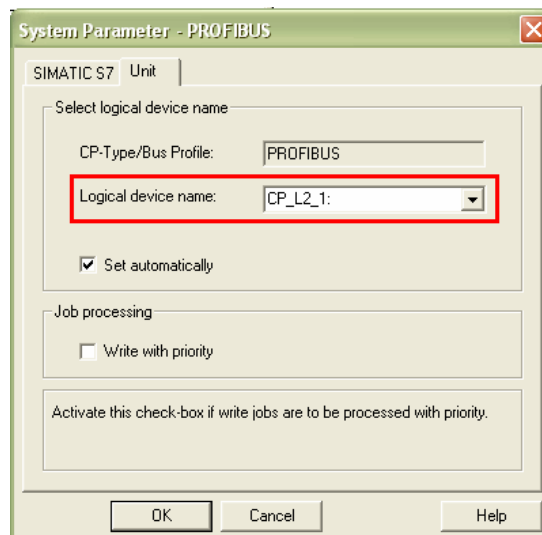 System Parameter - PROFIBUS
SIMATIC S7 Unit
Select logical device name
CP-Type/Bus Profile: PROFIBUS
Logical device name: CP_L2_1:
Set automatically
Job processing
Write with priority
Activate this check-box if write jobs are to be processed with priority.
OK Cancel Help